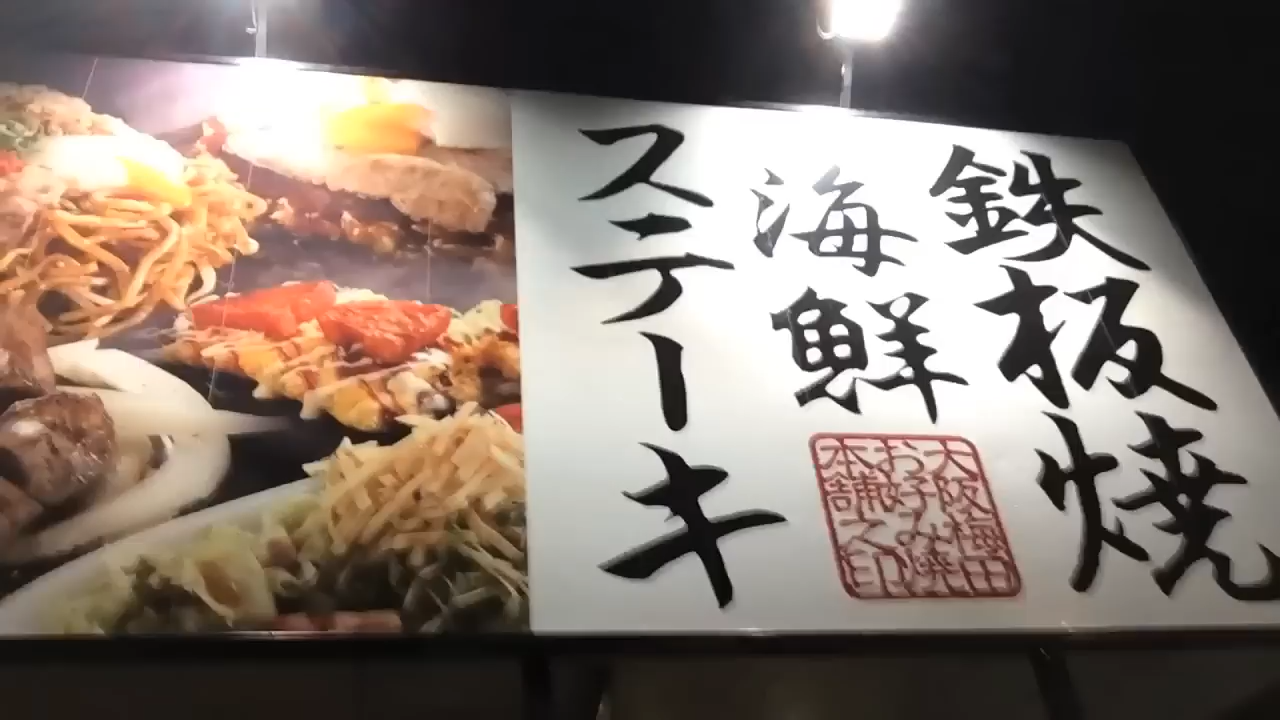 鉄板焼
海鮮
ステーキ
大阪梅田
お好み焼
本舗之印